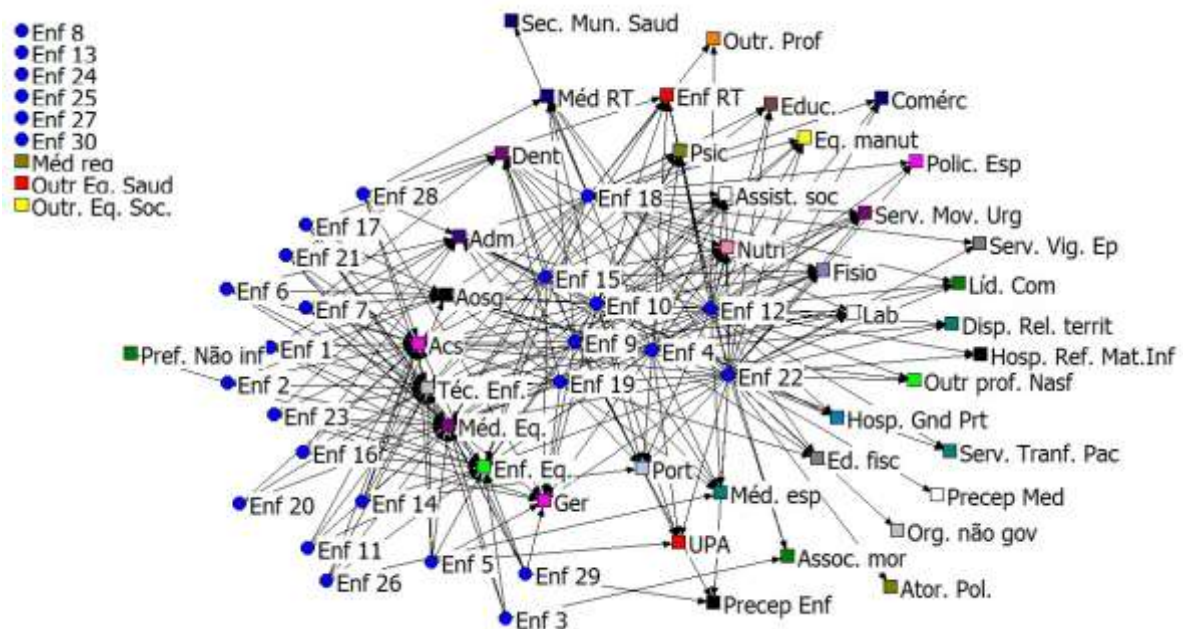 Enf 8
Enf 13
Enf 24
Enf 25
Enf 27
Enf 30
Méd reg
Outr Eq. Saud
Outr. Eq. Soc.
Sec. Mun. Saud
Outr. Prof
Méd RT
Enf RT
Educ.
Comérc
Eq. manut
Dent
Psic
Polic. Esp
Enf 28
Enf 18
Assist. soc
Enf 17
Serv. Mov. Urg
Adm
Nutri
Serv. Vig. Ep
Enf 21
Enf 15
Fisio
Enf 6
Aosg
Líd. Com
Enf 7
Enf 10
Enf 12
Lab
Disp. Rel. territ
Enf 1
Acs
Enf 9
Enf 4
Pref. Não inf
Hosp. Ref. Mat.Inf
Enf 2
Téc. Enf.
Enf 19
Enf 22
Outr prof. Nasf
Enf 23
Méd. Eq.
Hosp. Gnd Prt
Enf 16
Serv. Tranf. Pac
Enf. Eq.
Port
Ed. fisc
Enf 20
Enf 14
Ger
Méd. esp
Precep Med
Enf 11
UPA
Org. não gov
Enf 26
Enf 5
Enf 29
Assoc. mor
Enf 3
Precep Enf
Ator. Pol.